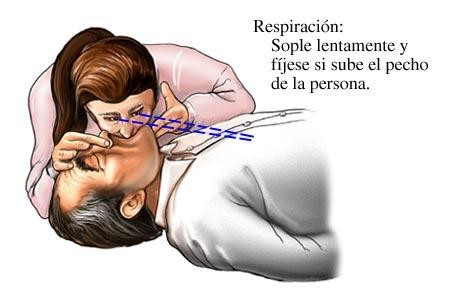 Respiración:
Sople lentamente y
fíjese si sube el pecho
de la persona.